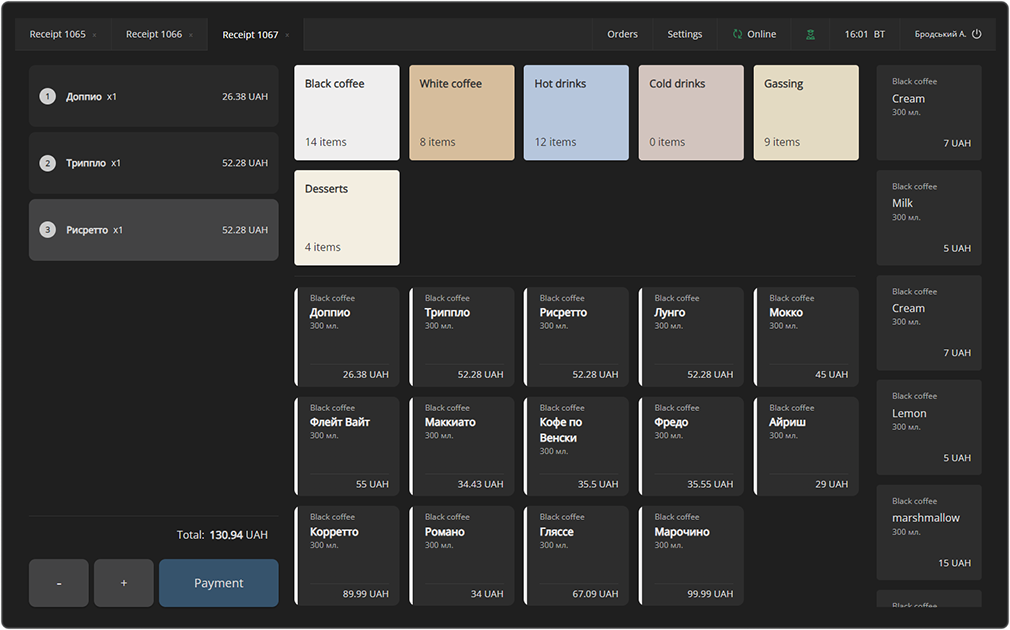 Receipt 1065 ×
Receipt 1066 ×
Receipt 1067 ×
Orders
Settings
Online
16:01 BT
Бродський А.
1 Доппио x1 26.38 UAH
2 Триппло x1 52.28 UAH
3 Рисретто x1 52.28 UAH
Total: 130.94 UAH
-
+
Payment
Black coffee
14 items
White coffee
8 items
Hot drinks
12 items
Cold drinks
0 items
Gassing
9 items
Desserts
4 items
Black coffee
Доппио
300 мл.
26.38 UAH
Black coffee
Триппло
300 мл.
52.28 UAH
Black coffee
Рисретто
300 мл.
52.28 UAH
Black coffee
Лунго
300 мл.
52.28 UAH
Black coffee
Мокко
300 мл.
45 UAH
Black coffee
Флейт Вайт
300 мл.
55 UAH
Black coffee
Маккиато
300 мл.
34.43 UAH
Black coffee
Кофе по
Венски
300 мл.
35.5 UAH
Black coffee
Фредо
300 мл.
35.55 UAH
Black coffee
Айриш
300 мл.
29 UAH
Black coffee
Корретто
300 мл.
89.99 UAH
Black coffee
Романо
300 мл.
34 UAH
Black coffee
Гляссе
300 мл.
67.09 UAH
Black coffee
Марочино
300 мл.
99.99 UAH
Black coffee
Cream
300 мл.
7 UAH
Black coffee
Milk
300 мл.
5 UAH
Black coffee
Cream
300 мл.
7 UAH
Black coffee
Lemon
300 мл.
5 UAH
Black coffee
marshmallow
300 мл.
15 UAH
Black coffee